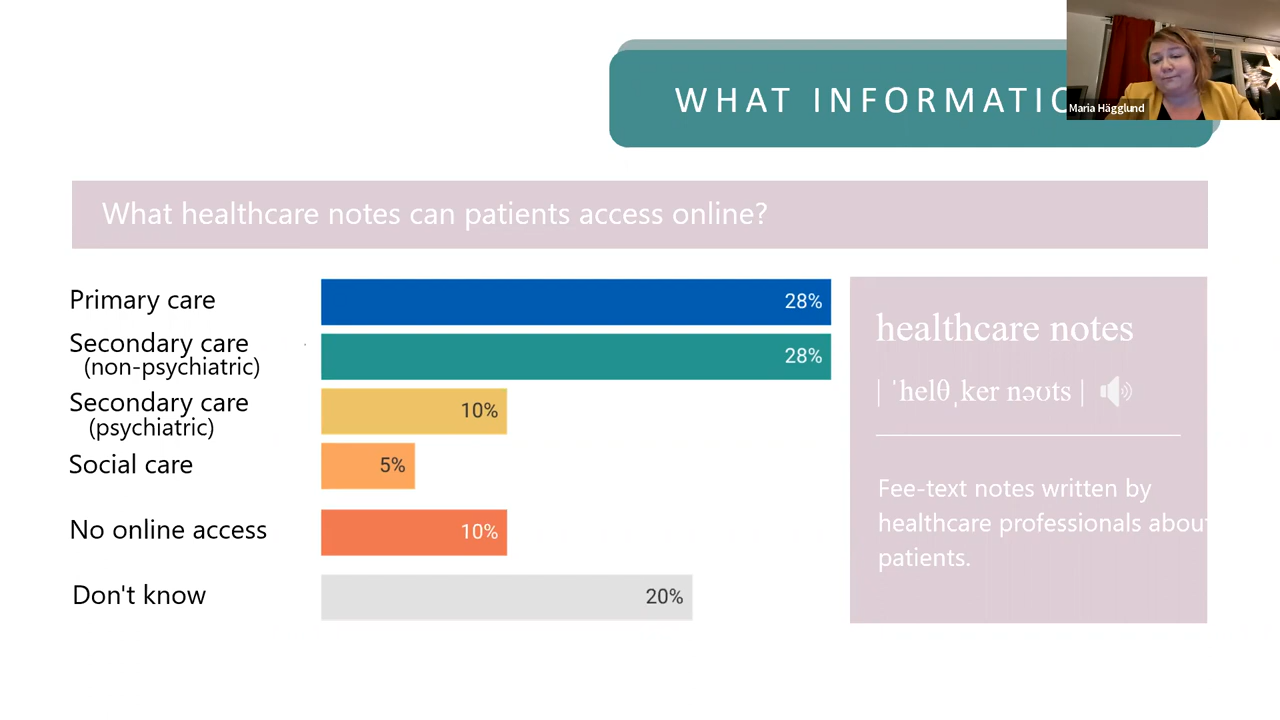 WHAT INFORMATIO
Maria Hägglund
What healthcare notes can patients access online?
Primary care
28%
Secondary care
(non-psychiatric)
28%
Secondary care
(psychiatric)
10%
Social care
5%
No online access
10%
Don't know
20%
healthcare notes
| ˈhelθˌker nəʊts |
Fee-text notes written by
healthcare professionals about
patients.